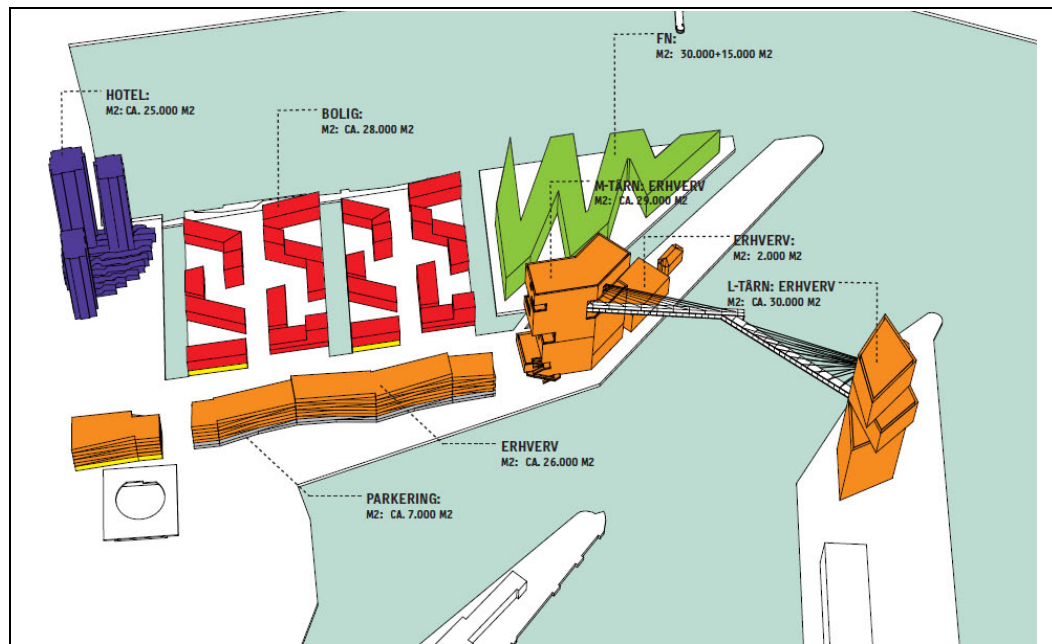 FN:
M2: 30.000+15.000 M2
HOTEL:
M2: CA. 25.000 M2
BOLIG:
M2: CA. 28.000 M2
M-TÅRN: ERHVERV
M2: CA. 29.000 M2
ERHVERV:
M2: 2.000 M2
L-TÅRN: ERHVERV
M2: CA. 30.000 M2
ERHVERV
M2: CA. 26.000 M2
PARKERING:
M2: CA. 7.000 M2